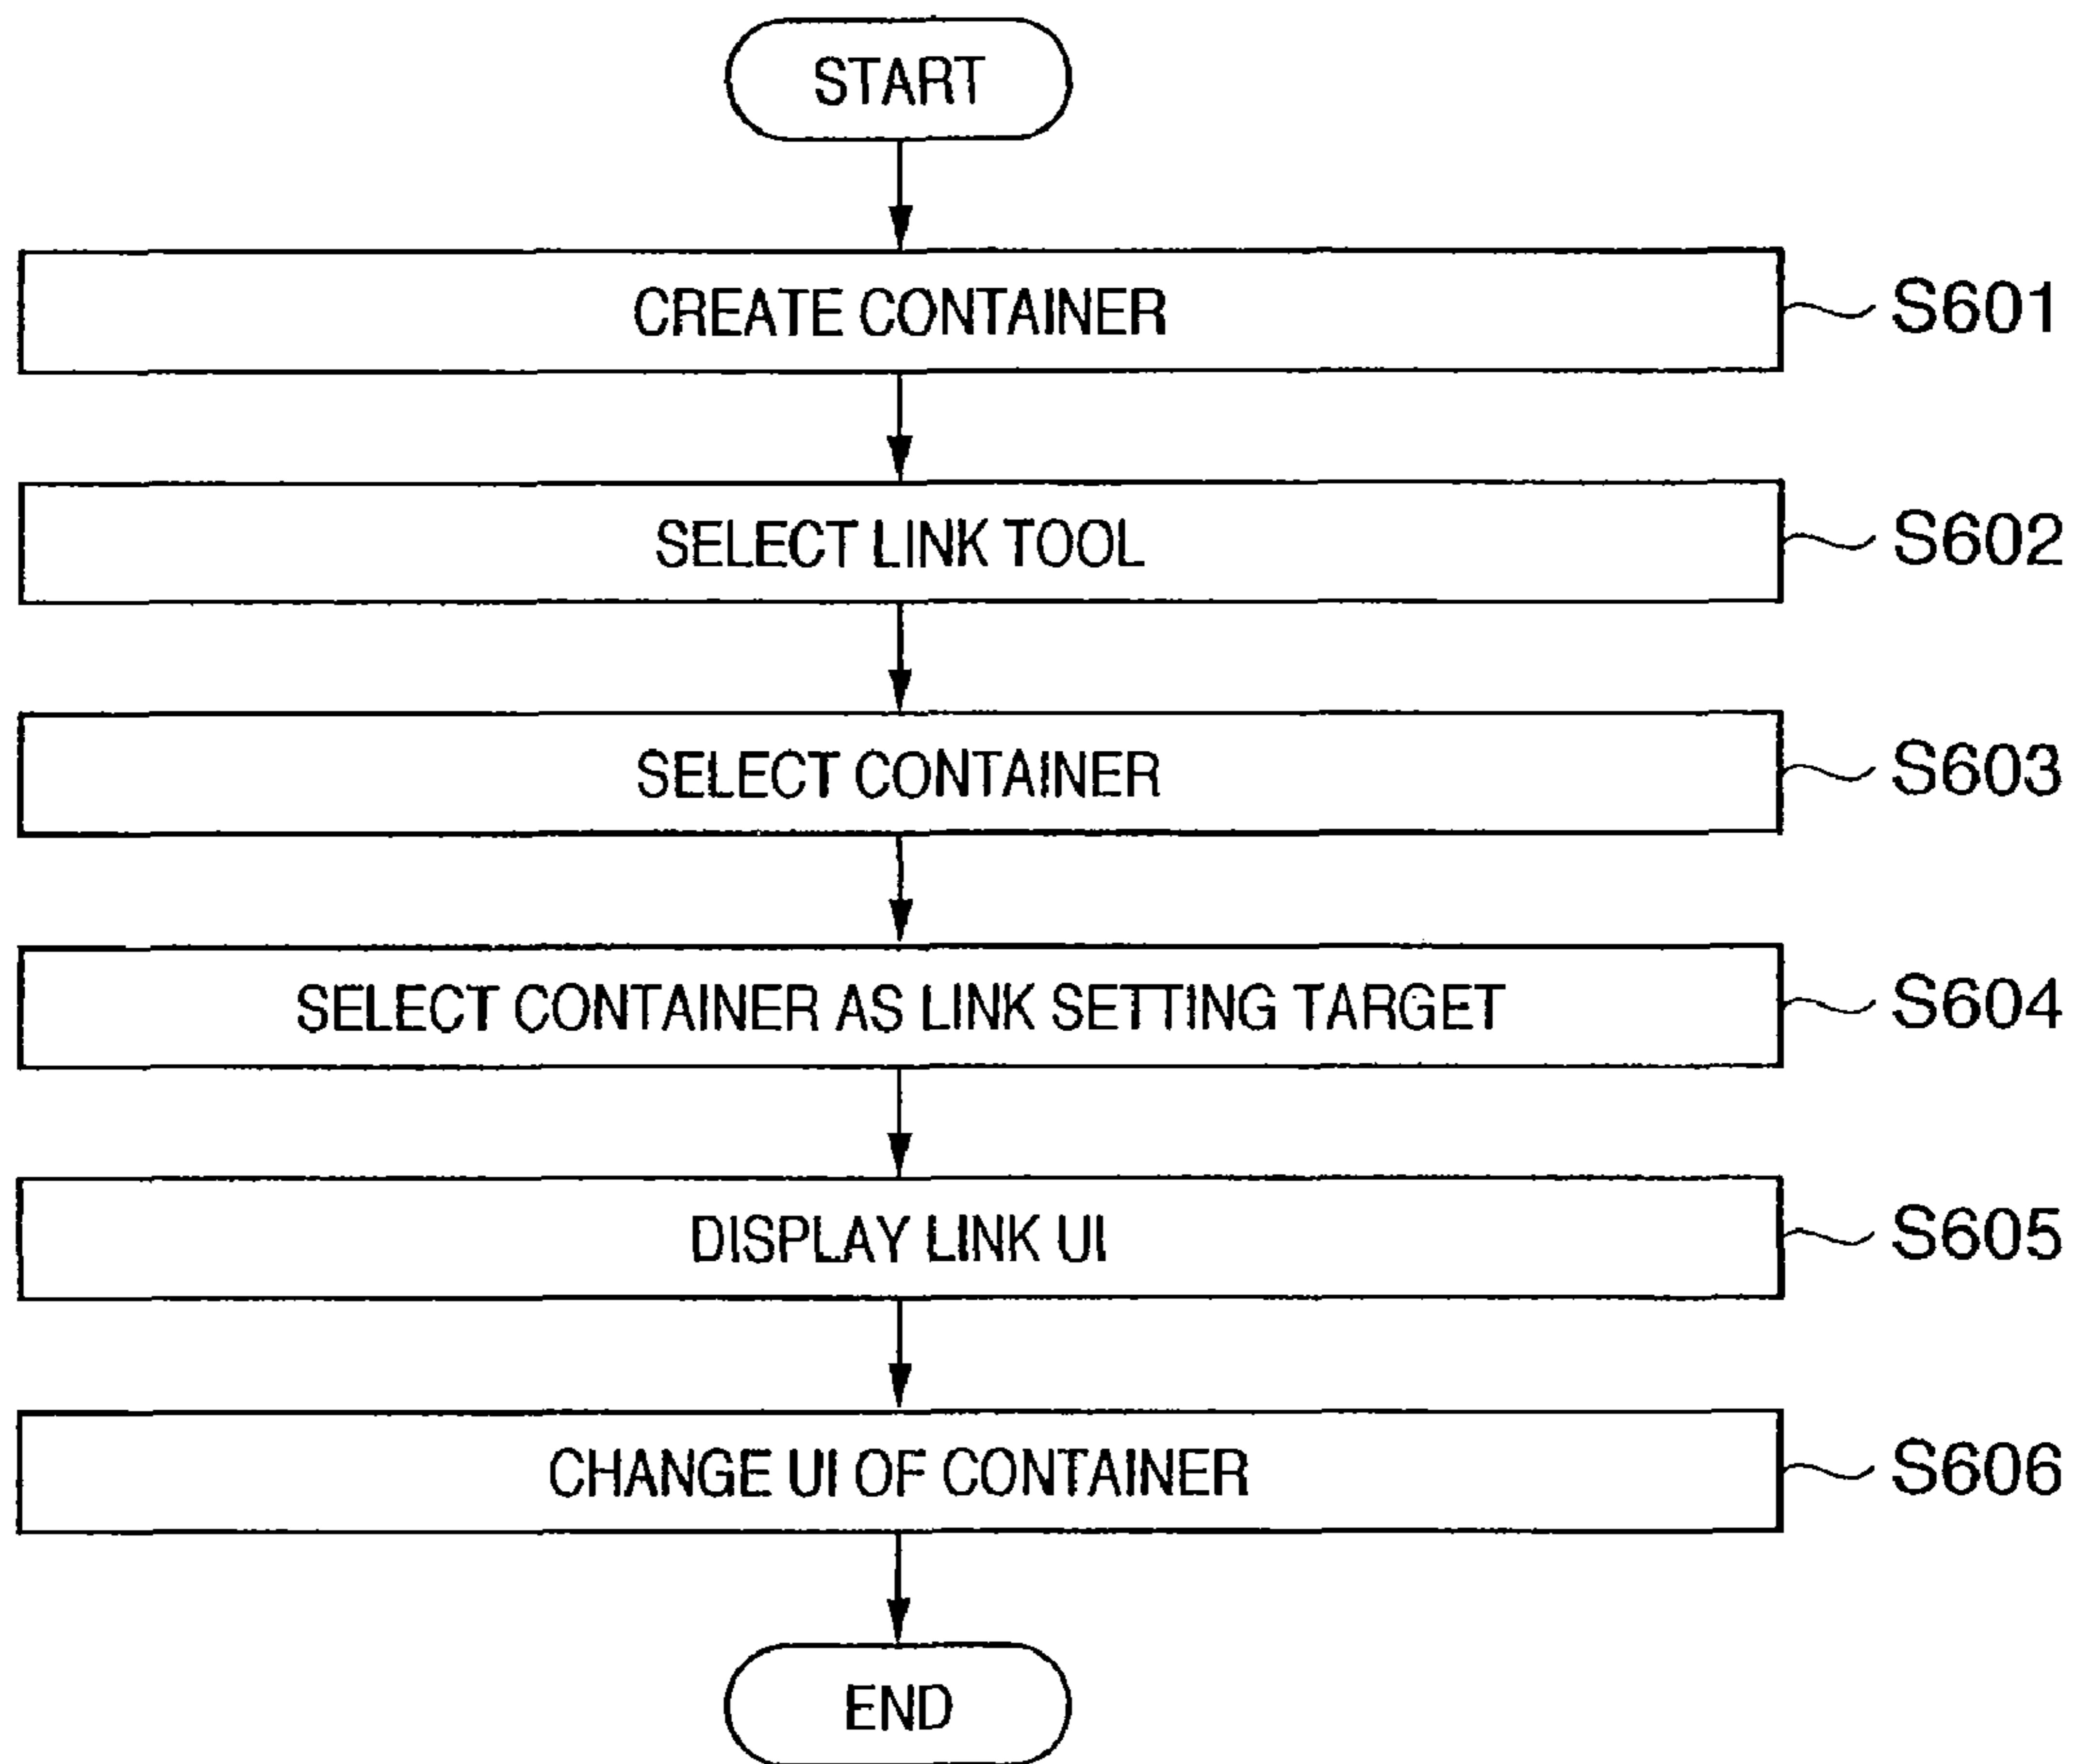 START
CREATE CONTAINER
S601
SELECT LINK TOOL
S602
SELECT CONTAINER
S603
SELECT CONTAINER AS LINK SETTING TARGET
S604
DISPLAY LINK UI
S605
CHANGE UI OF CONTAINER
S606
END